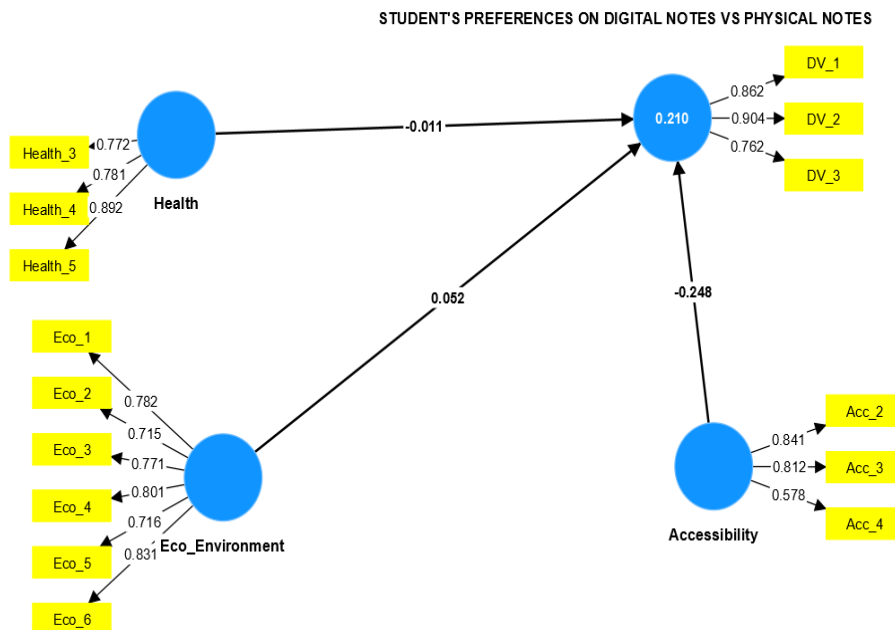 STUDENT'S PREFERENCES ON DIGITAL NOTES VS PHYSICAL NOTES
DV_1
0.862
0.210
0.904
DV_2
0.762
DV_3
-0.011
Health_3
0.772
0.781
Health_4
0.892
Health
Health_5
0.052
-0.248
Eco_1
0.782
Eco_2
0.715
Eco_3
0.771
Eco_4
0.801
0.716
Eco_5
0.831
Eco_Environment
Eco_6
Acc_2
0.841
0.812
Acc_3
0.578
Acc_4
Accessibility